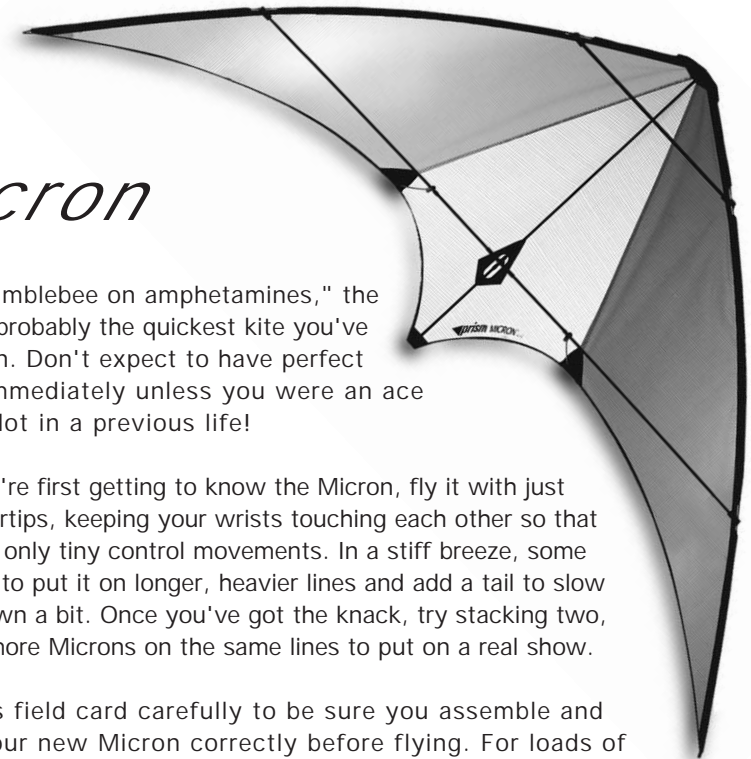 cron
mblebee on amphetamines," the
probably the quickest kite you've
n. Don't expect to have perfect
mmediately unless you were an ace
lot in a previous life!
're first getting to know the Micron, fly it with just
ertips, keeping your wrists touching each other so that
only tiny control movements. In a stiff breeze, some
to put it on longer, heavier lines and add a tail to slow
wn a bit. Once you've got the knack, try stacking two,
more Microns on the same lines to put on a real show.
s field card carefully to be sure you assemble and
our new Micron correctly before flying. For loads of
prism MICRON